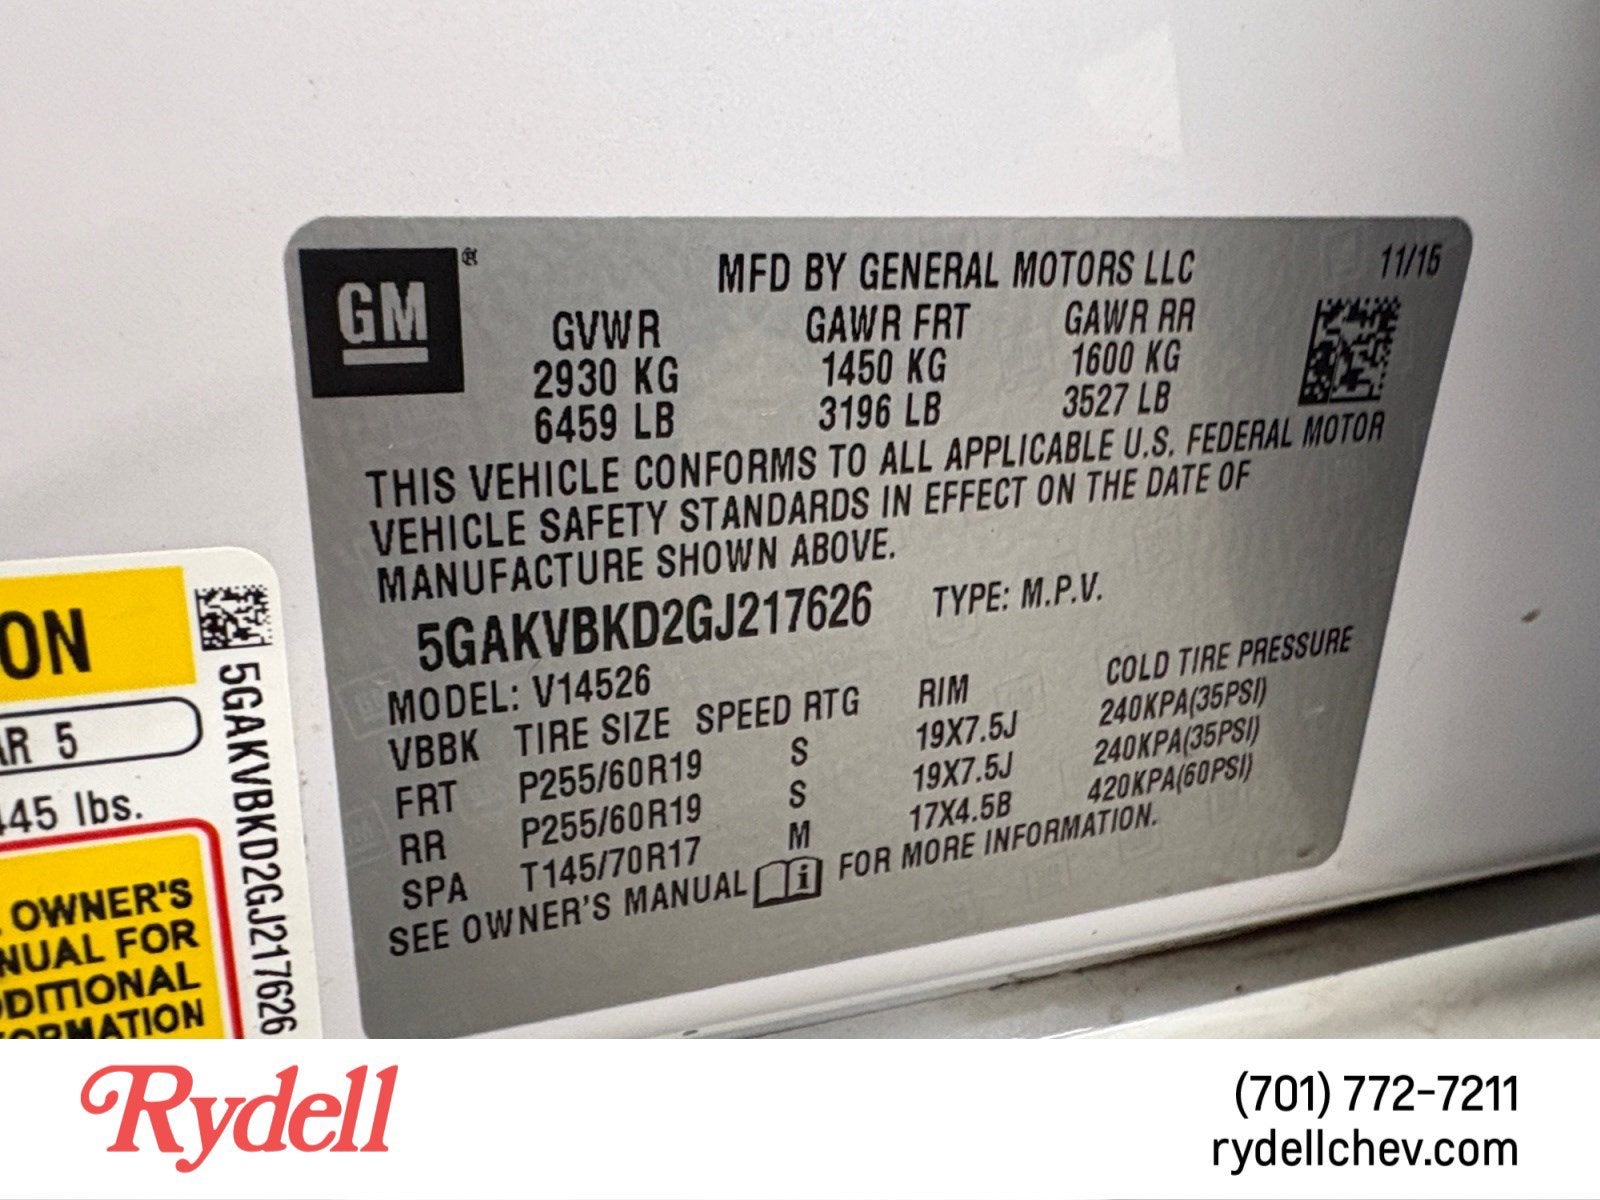 GM
MFD BY GENERAL MOTORS LLC 11/15
GVWR GAWR FRT GAWR RR
2930 KG 1450 KG 1600 KG
6459 LB 3196 LB 3527 LB
THIS VEHICLE CONFORMS TO ALL APPLICABLE U.S. FEDERAL MOTOR
VEHICLE SAFETY STANDARDS IN EFFECT ON THE DATE OF
MANUFACTURE SHOWN ABOVE.
5GAKVBKD2GJ217626 TYPE: M.P.V.
MODEL: V14526
VBBK TIRE SIZE SPEED RTG RIM COLD TIRE PRESSURE
FRT P255/60R19 S 19X7.5J 240KPA(35PSI)
RR P255/60R19 S 19X7.5J 240KPA(35PSI)
SPA T145/70R17 M 17X4.5B 420KPA(60PSI)
SEE OWNER'S MANUAL i FOR MORE INFORMATION.
ON
AR 5
445 lbs.
OWNER'S
NUAL FOR
DDITIONAL
FORMATION
5GAKVBKD2GJ217626
Rydell
(701) 772-7211
rydellchev.com